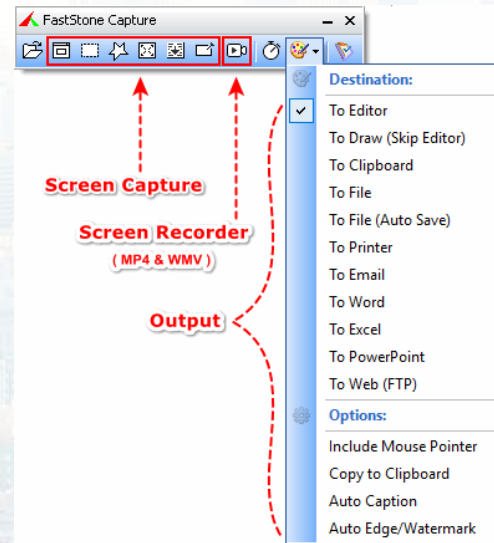 FastStone Capture
Destination:
To Editor
To Draw (Skip Editor)
To Clipboard
To File
To File (Auto Save)
To Printer
To Email
To Word
To Excel
To PowerPoint
To Web (FTP)
Options:
Include Mouse Pointer
Copy to Clipboard
Auto Caption
Auto Edge/Watermark
Screen Capture
Screen Recorder
( MP4 & WMV )
Output